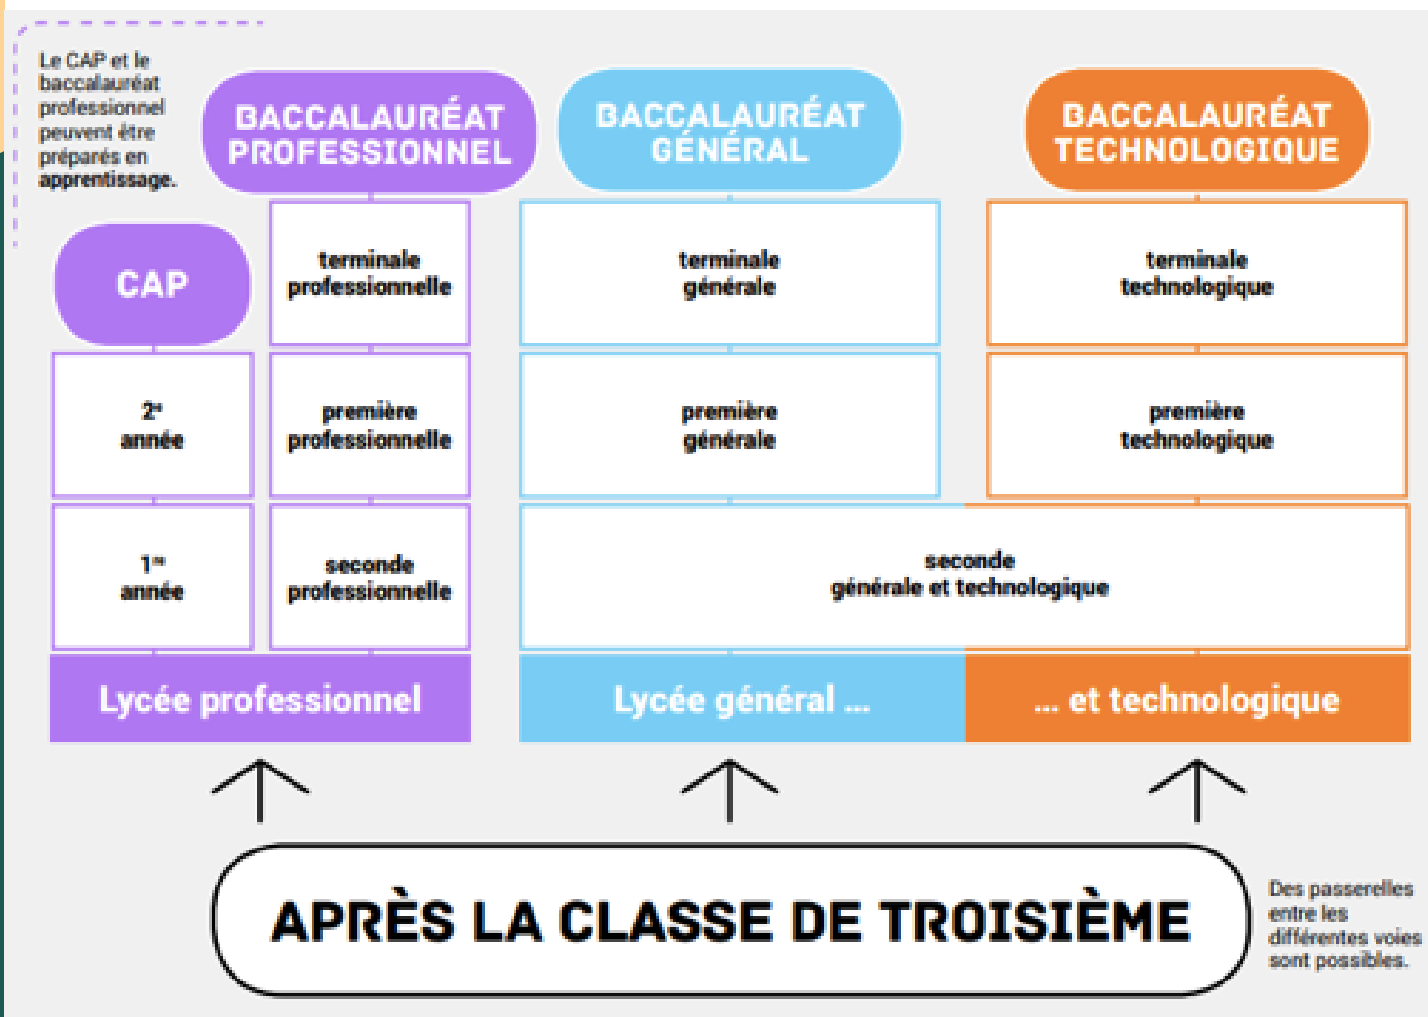 Le CAP et le
baccalauréat
professionnel
peuvent être
préparés en
apprentissage.
BACCALAURÉAT
PROFESSIONNEL
BACCALAURÉAT
GÉNÉRAL
BACCALAURÉAT
TECHNOLOGIQUE
CAP
terminale
professionnelle
terminale
générale
terminale
technologique
2e
année
première
professionnelle
première
générale
première
technologique
1re
année
seconde
professionnelle
seconde
générale et technologique
Lycée professionnel
Lycée général ...
... et technologique
APRÈS LA CLASSE DE TROISIÈME
Des passerelles
entre les
différentes voies
sont possibles.